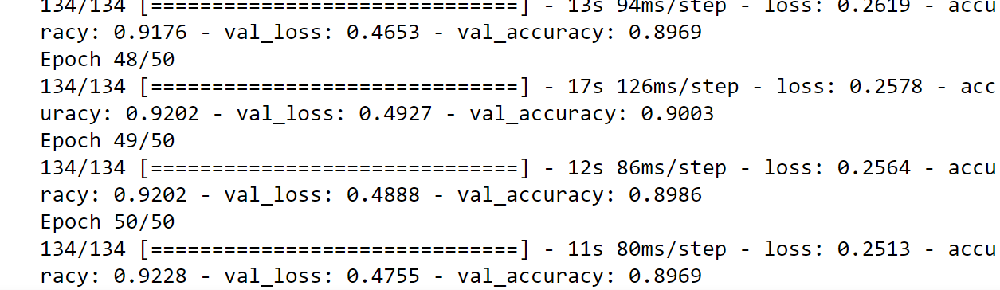 134/134 [==============================] - 13s 94ms/step - loss: 0.2619 - accu
racy: 0.9176 - val_loss: 0.4653 - val_accuracy: 0.8969
Epoch 48/50
134/134 [==============================] - 17s 126ms/step - loss: 0.2578 - acc
uracy: 0.9202 - val_loss: 0.4927 - val_accuracy: 0.9003
Epoch 49/50
134/134 [==============================] - 12s 86ms/step - loss: 0.2564 - accu
racy: 0.9202 - val_loss: 0.4888 - val_accuracy: 0.8986
Epoch 50/50
134/134 [==============================] - 11s 80ms/step - loss: 0.2513 - accu
racy: 0.9228 - val_loss: 0.4755 - val_accuracy: 0.8969